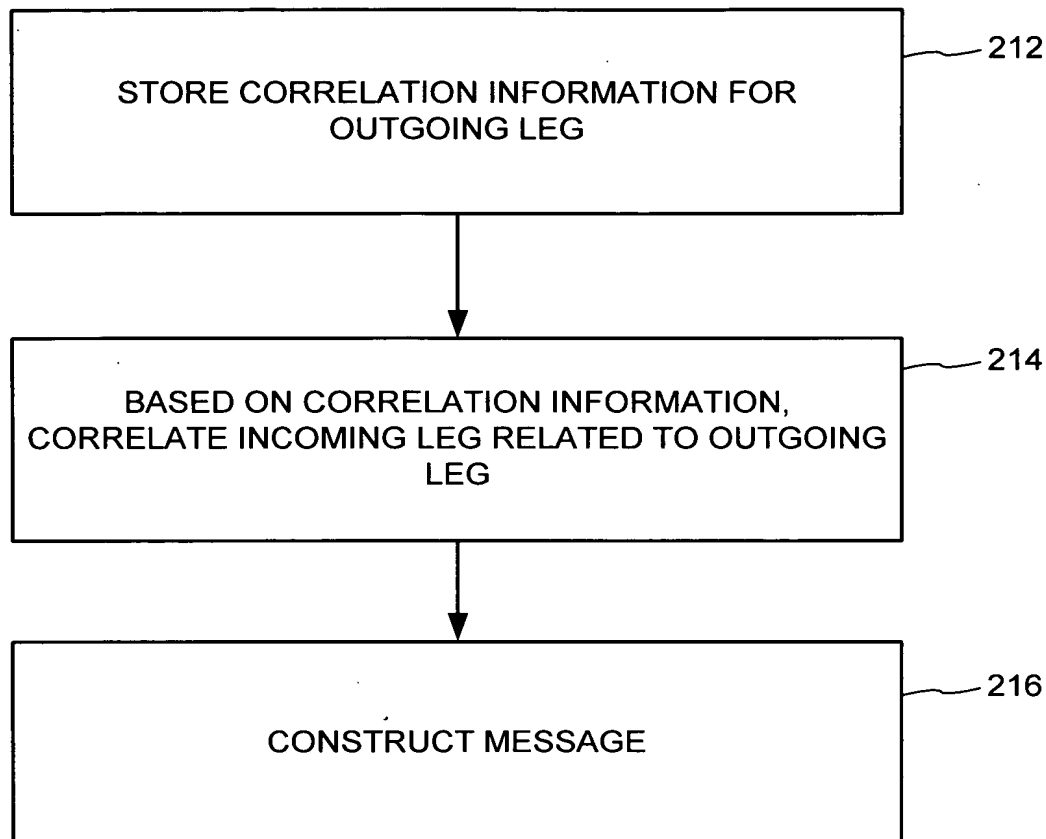 STORE CORRELATION INFORMATION FOR
OUTGOING LEG
212
BASED ON CORRELATION INFORMATION,
CORRELATE INCOMING LEG RELATED TO OUTGOING
LEG
214
CONSTRUCT MESSAGE
216